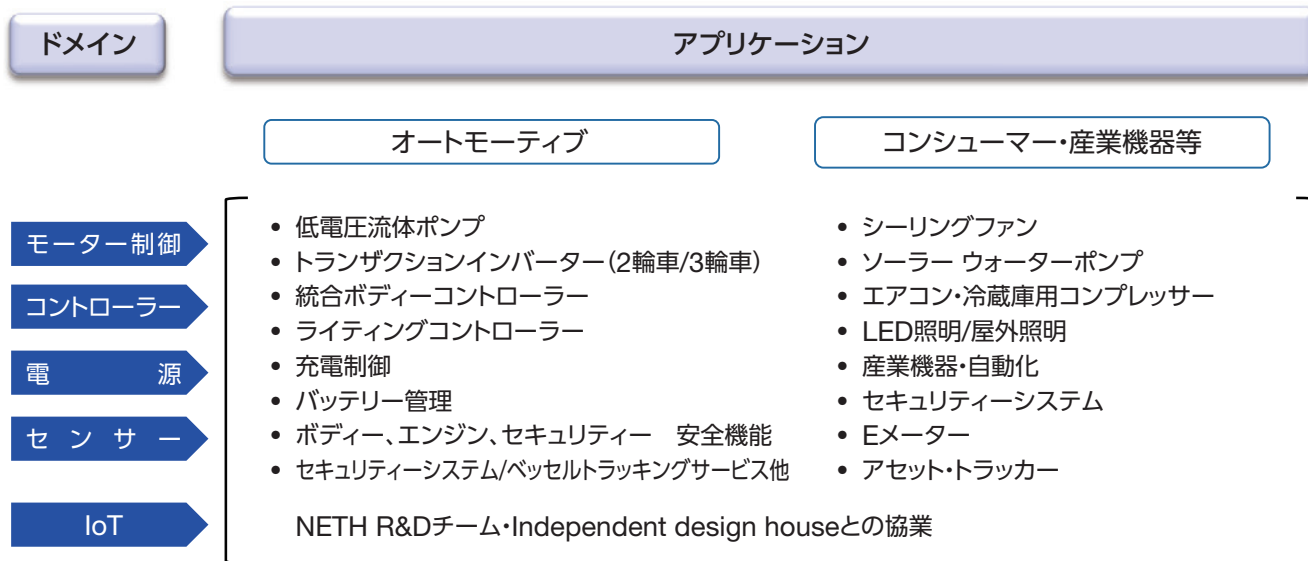 ドメイン
アプリケーション
オートモーティブ
コンシューマー・産業機器等
モーター制御
コントローラー
電源
センサー
IoT
• 低電圧流体ポンプ
• トランザクションインバーター（2輪車/3輪車）
• 統合ボディーコントローラー
• ライティングコントローラー
• 充電制御
• バッテリー管理
• ボディー、エンジン、セキュリティー　安全機能
• セキュリティーシステム/ベッセルトラッキングサービス他
• シーリングファン
• ソーラー ウォーターポンプ
• エアコン・冷蔵庫用コンプレッサー
• LED照明/屋外照明
• 産業機器・自動化
• セキュリティーシステム
• Eメーター
• アセット・トラッカー
NETH R&Dチーム・Independent design houseとの協業